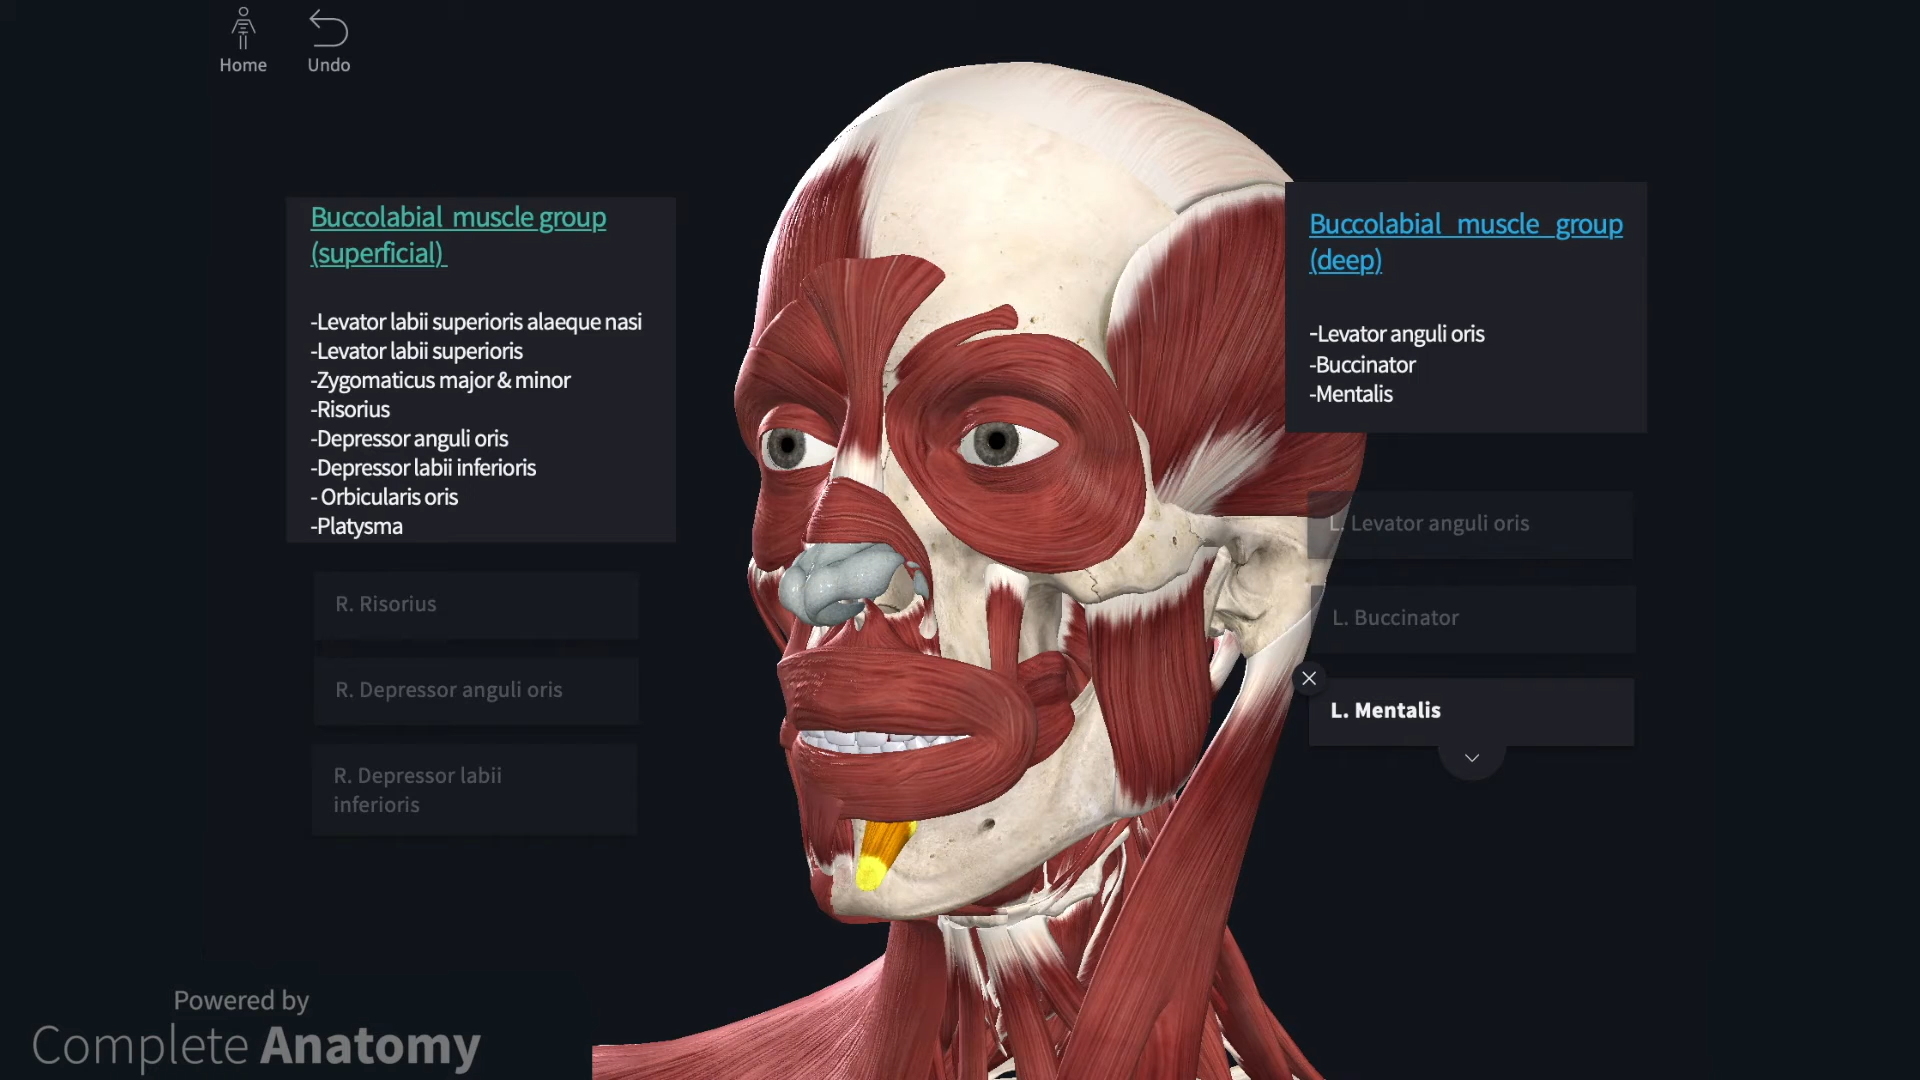 Home
Undo
Buccolabial muscle group
(superficial)
-Levator labii superioris alaeque nasi
-Levator labii superioris
-Zygomaticus major & minor
-Risorius
-Depressor anguli oris
-Depressor labii inferioris
- Orbicularis oris
-Platysma
R. Risorius
R. Depressor anguli oris
R. Depressor labii
inferioris
Buccolabial muscle group
(deep)
-Levator anguli oris
-Buccinator
-Mentalis
L. Levator anguli oris
L. Buccinator
L. Mentalis
Powered by
Complete Anatomy